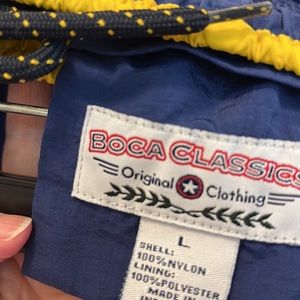 BOCA CLASSICS
Original Clothing
L
SHELL:
100%NYLON
LINING:
100%POLYESTER
MADE IN